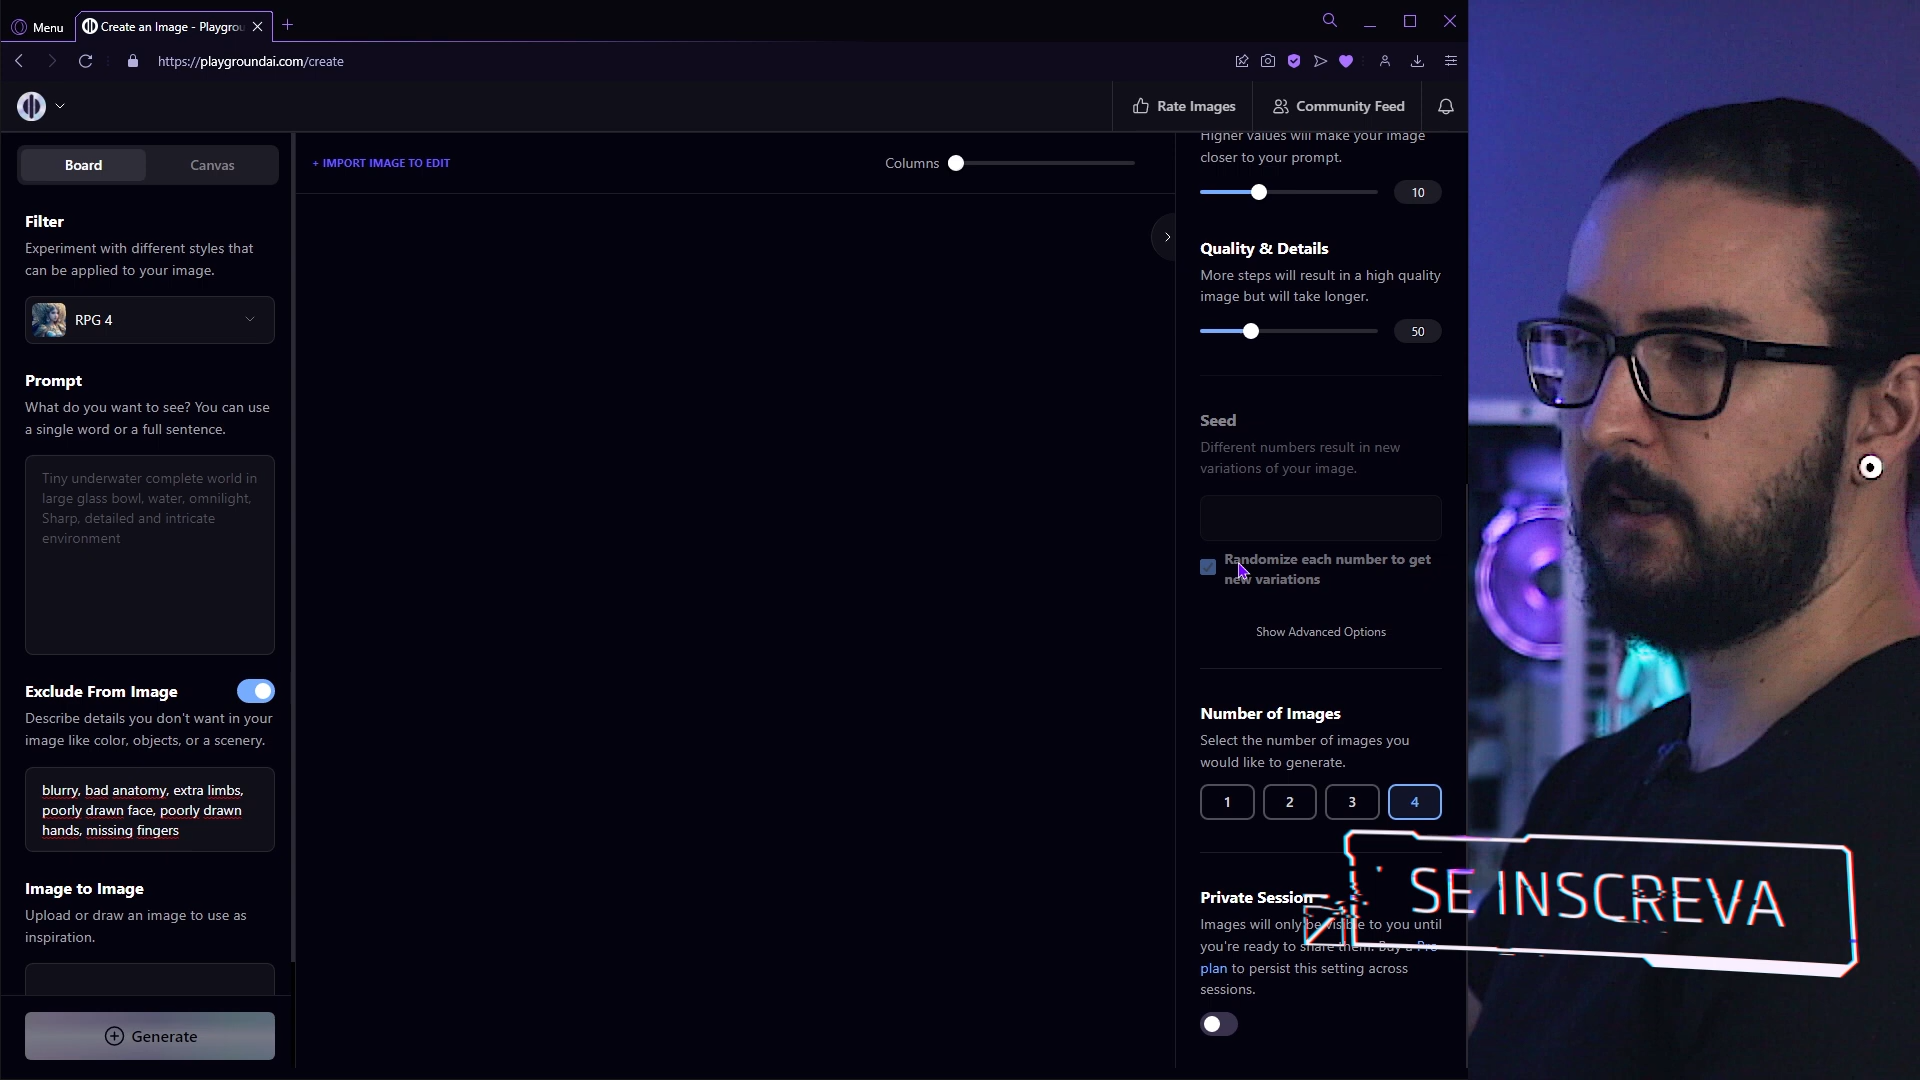 Menu
Create an Image - Playgrou
https://playgroundai.com/create
Rate Images
Community Feed
Board
Canvas
+ IMPORT IMAGE TO EDIT
Columns
Filter
Experiment with different styles that
can be applied to your image.
RPG 4
Prompt
What do you want to see? You can use
a single word or a full sentence.
Tiny underwater complete world in
large glass bowl, water, omnilight,
Sharp, detailed and intricate
environment
Exclude From Image
Describe details you don't want in your
image like color, objects, or a scenery.
blurry, bad anatomy, extra limbs,
poorly drawn face, poorly drawn
hands, missing fingers
Image to Image
Upload or draw an image to use as
inspiration.
Generate
Higher values will make your image
closer to your prompt.
10
Quality & Details
More steps will result in a high quality
image but will take longer.
50
Seed
Different numbers result in new
variations of your image.
Randomize each number to get
new variations
Show Advanced Options
Number of Images
Select the number of images you
would like to generate.
1
2
3
4
Private Session
Images will only be visible to you until
you're ready to share them. Buy a Pro
plan to persist this setting across
sessions.
SE INSCREVA